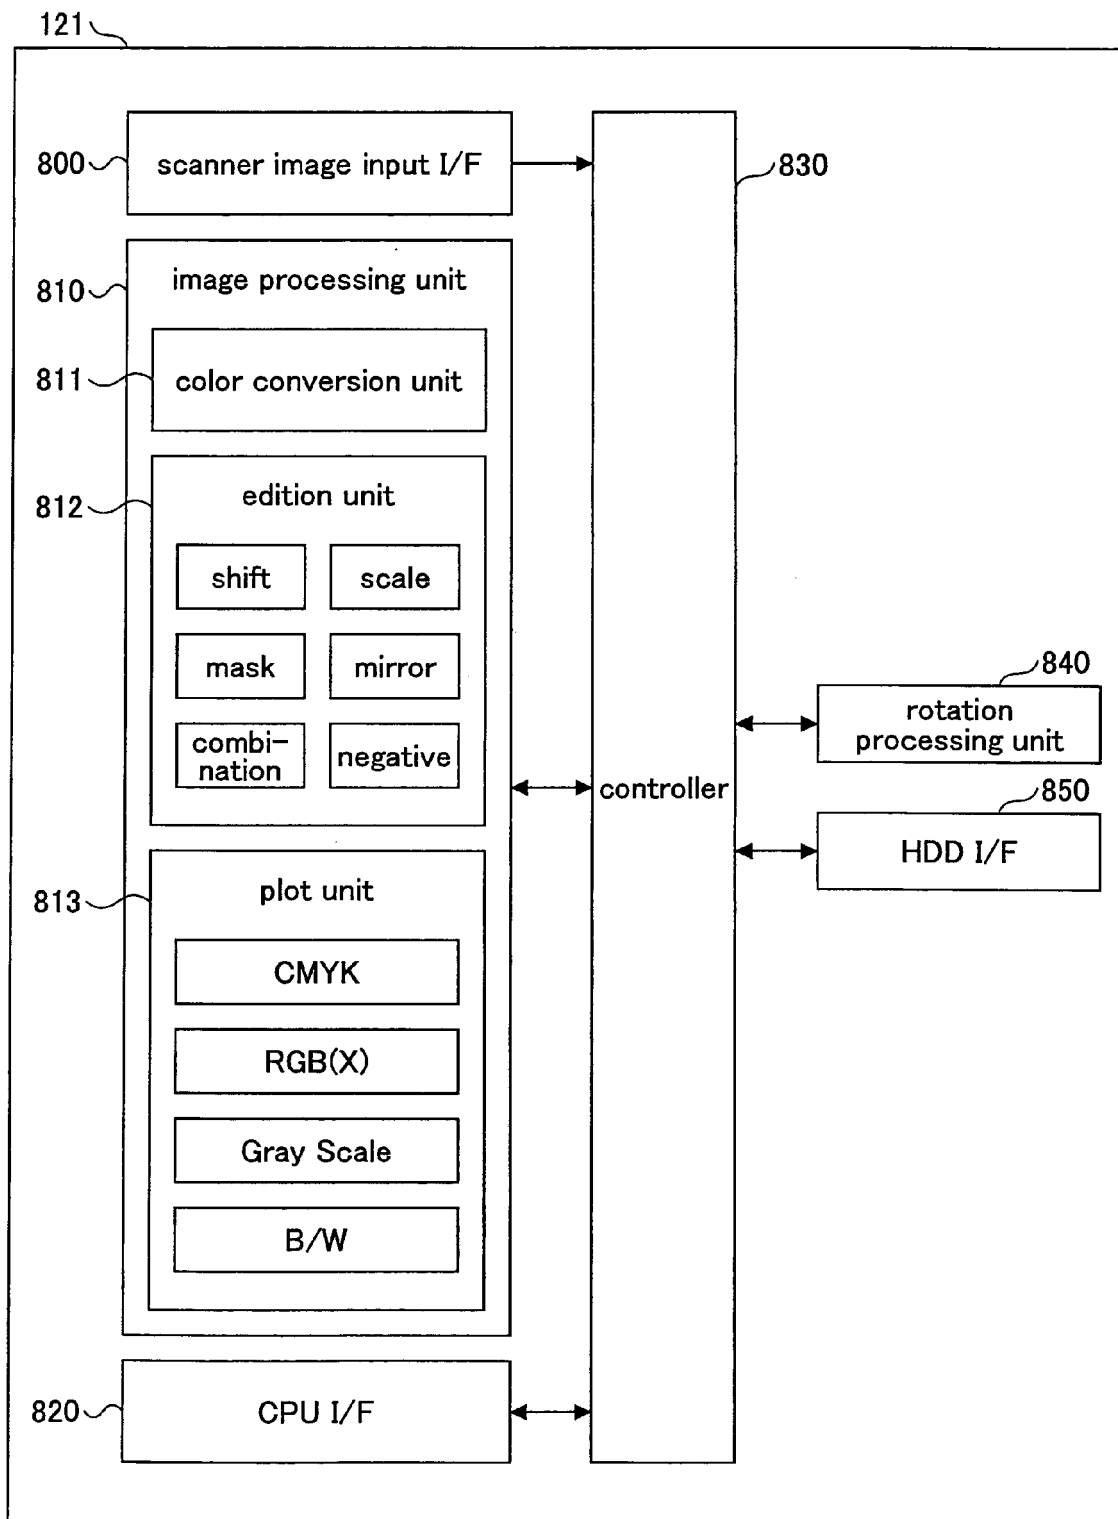 121
800
scanner image input I/F
830
810
image processing unit
811
color conversion unit
812
edition unit
shift
scale
mask
mirror
combi-
nation
negative
controller
840
rotation
processing unit
850
HDD I/F
813
plot unit
CMYK
RGB(X)
Gray Scale
B/W
820
CPU I/F